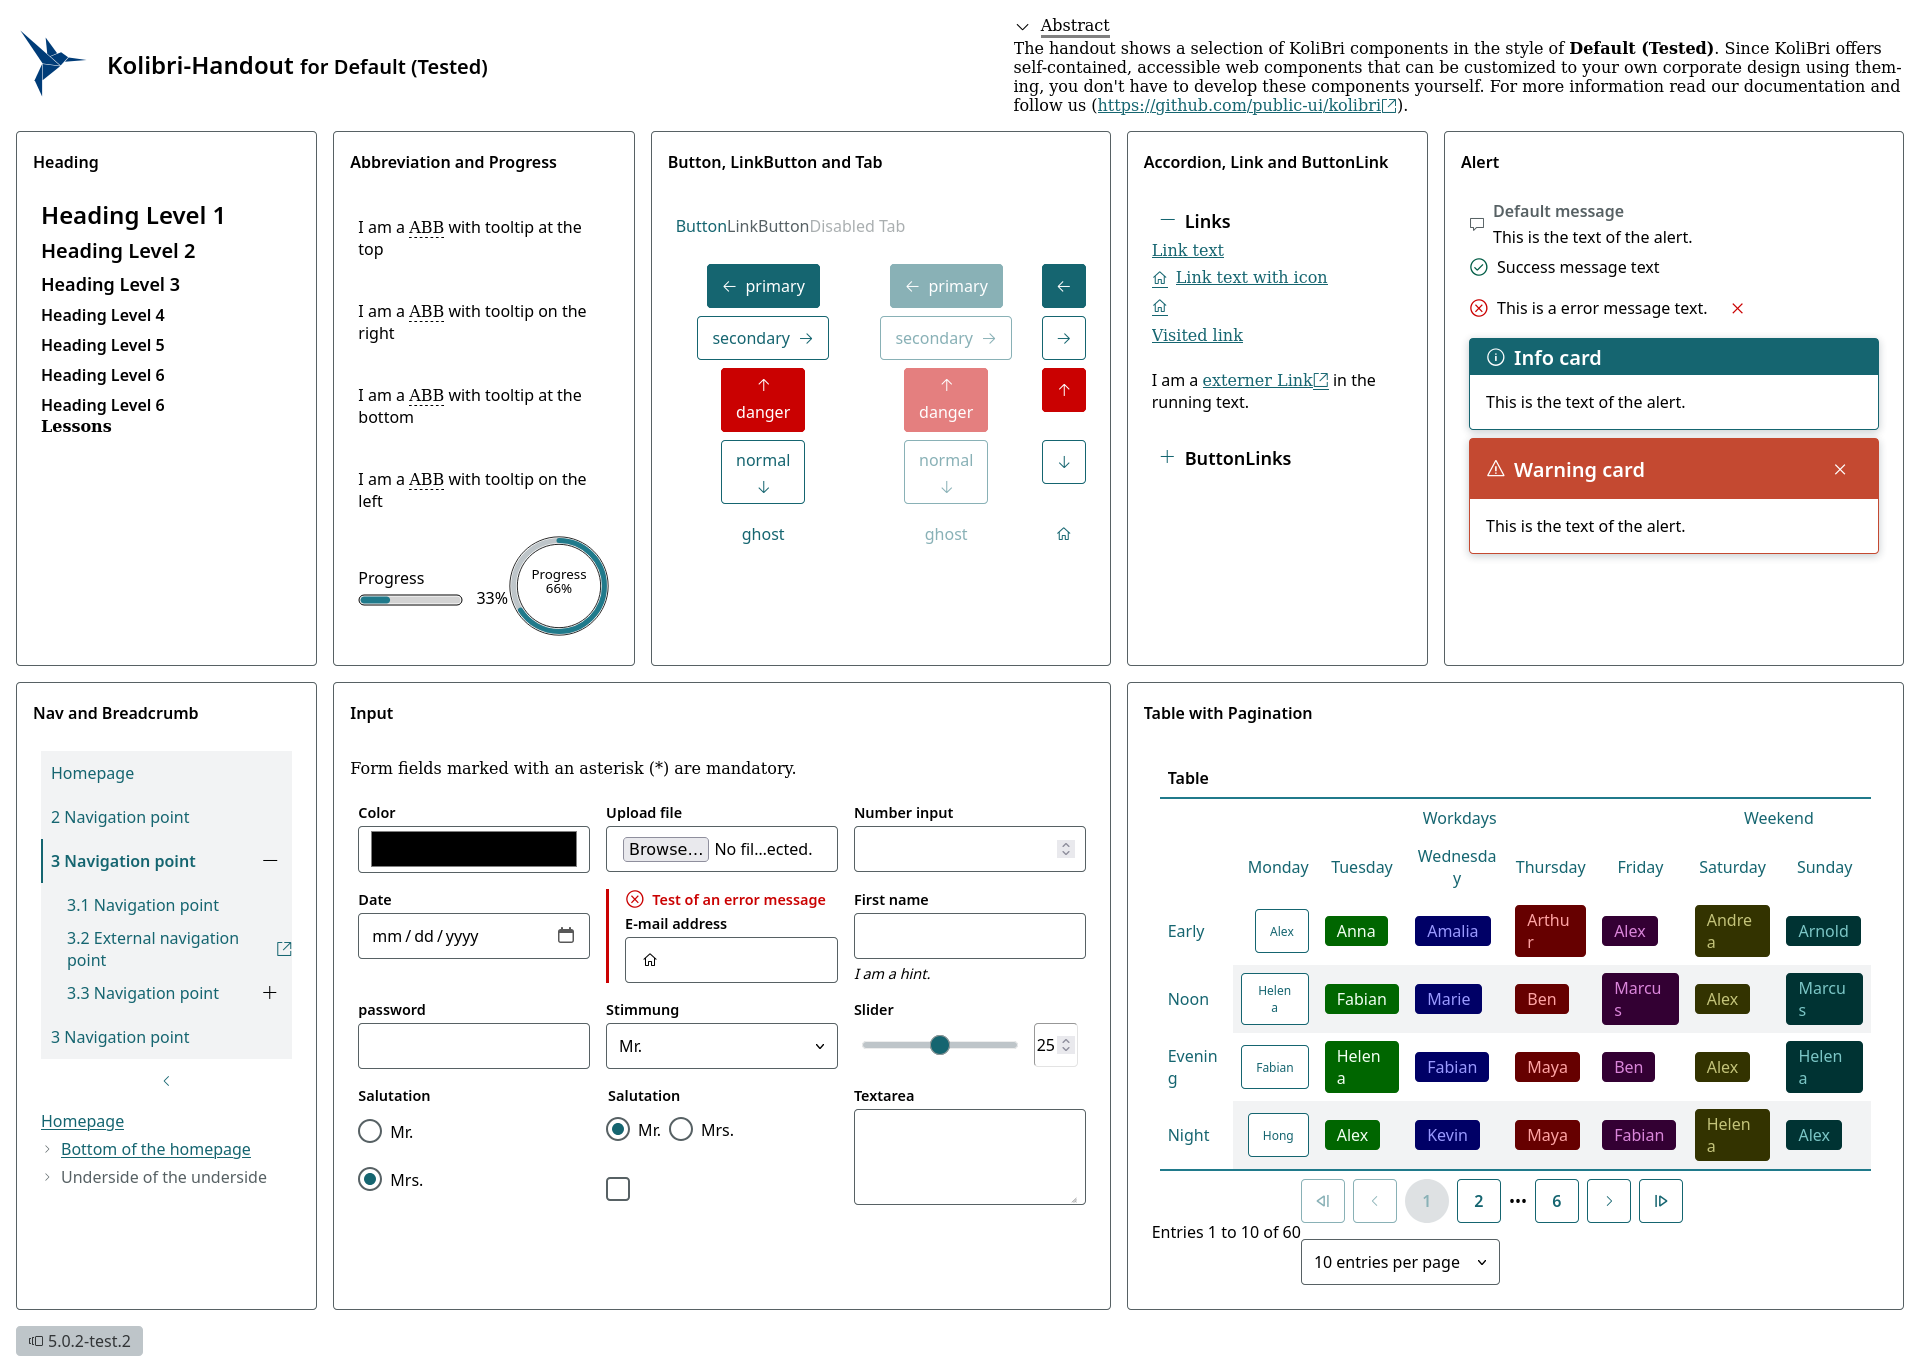 Kolibri-Handout for Default (Tested)
Abstract
The handout shows a selection of KoliBri components in the style of Default (Tested). Since KoliBri offers
self-contained, accessible web components that can be customized to your own corporate design using them-
ing, you don't have to develop these components yourself. For more information read our documentation and
follow us (https://github.com/public-ui/kolibri).
Heading
Heading Level 1
Heading Level 2
Heading Level 3
Heading Level 4
Heading Level 5
Heading Level 6
Heading Level 6
Lessons
Abbreviation and Progress
I am a ABB with tooltip at the
top
I am a ABB with tooltip on the
right
I am a ABB with tooltip at the
bottom
I am a ABB with tooltip on the
left
Progress
33%
Progress
66%
Button, LinkButton and Tab
ButtonLinkButtonDisabled Tab
primary primary
secondary secondary
danger danger
normal normal
ghost ghost
Accordion, Link and ButtonLink
Links
Link text
Link text with icon
Visited link
I am a externer Link in the
running text.
ButtonLinks
Alert
Default message
This is the text of the alert.
Success message text
This is a error message text.
Info card
This is the text of the alert.
Warning card
This is the text of the alert.
Nav and Breadcrumb
Homepage
2 Navigation point
3 Navigation point
3.1 Navigation point
3.2 External navigation
point
3.3 Navigation point
3 Navigation point
Homepage
Bottom of the homepage
Underside of the underside
Input
Form fields marked with an asterisk (*) are mandatory.
Color
Upload file
Browse... No fil...ected.
Number input
Date
mm/dd/yyyy
Test of an error message
E-mail address
First name
I am a hint.
password
Stimmung
Mr.
Slider
25
Salutation
Mr.
Mrs.
Salutation
Mr. Mrs.
Textarea
Table with Pagination
Table
Workdays Weekend
Monday Tuesday Wednesda
y Thursday Friday Saturday Sunday
Early Alex Anna Amalia Arthu
r Alex Andre
a Arnold
Noon Helen
a Fabian Marie Ben Marcu
s Alex Marcu
s
Evenin
g Fabian Helen
a Fabian Maya Ben Alex Helen
a
Night Hong Alex Kevin Maya Fabian Helen
a Alex
1 2 ••• 6
Entries 1 to 10 of 60
10 entries per page
5.0.2-test.2